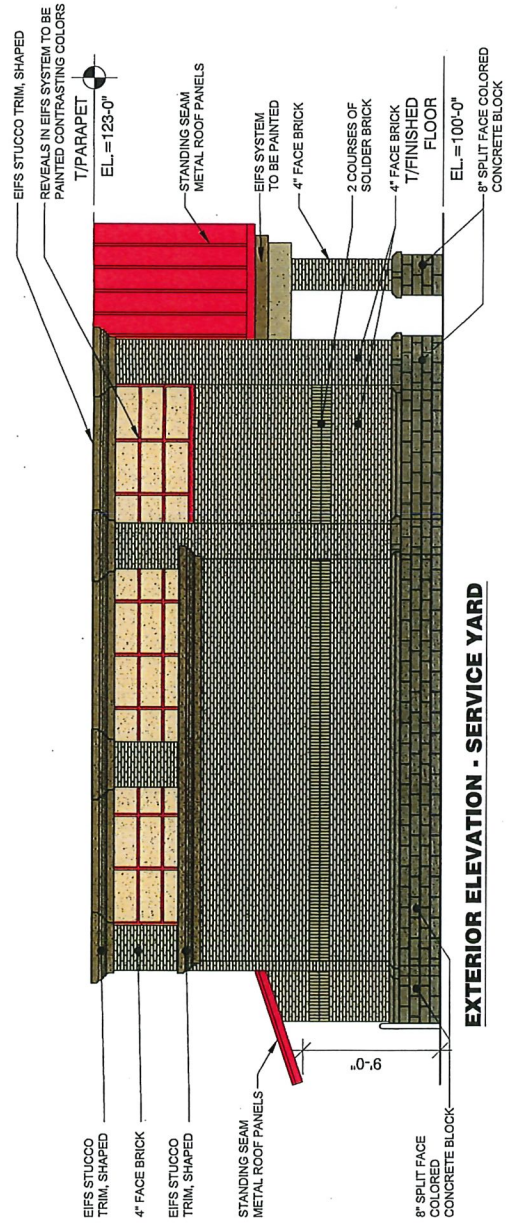 EIFS STUCCO TRIM, SHAPED
REVEALS IN EIFS SYSTEM TO BE
PAINTED CONTRASTING COLORS
T/PARAPET
EL.=123'-0"
STANDING SEAM
METAL ROOF PANELS
EIFS SYSTEM
TO BE PAINTED
4" FACE BRICK
2 COURSES OF
SOLIDER BRICK
4" FACE BRICK
T/FINISHED
FLOOR
EL.=100'-0"
8" SPLIT FACE COLORED
CONCRETE BLOCK
EIFS STUCCO
TRIM, SHAPED
4" FACE BRICK
EIFS STUCCO
TRIM, SHAPED
STANDING SEAM
METAL ROOF PANELS
9'-0"
8" SPLIT FACE
COLORED
CONCRETE BLOCK
EXTERIOR ELEVATION - SERVICE YARD